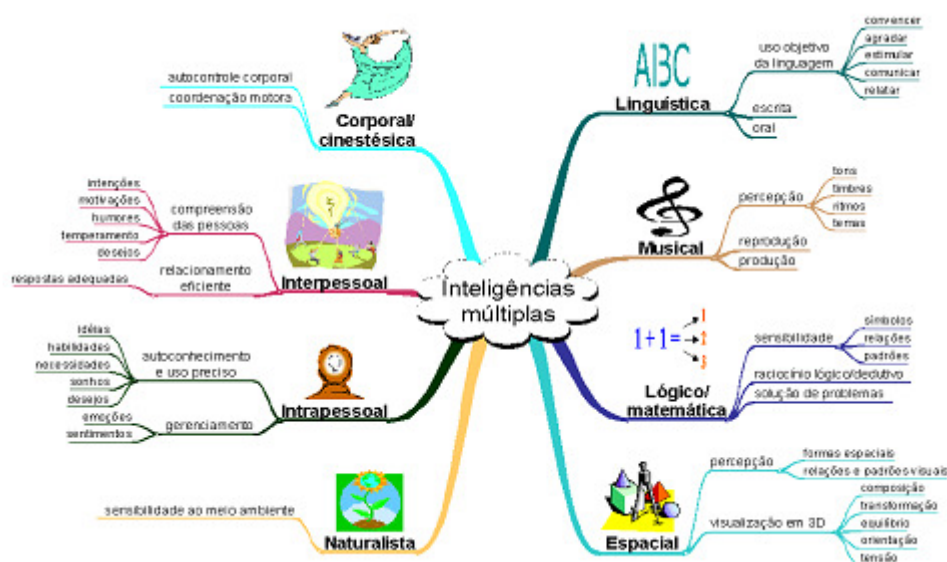 Inteligências
múltiplas
Corporal/
cinestésica
autocontrole corporal
coordenação motora
Interpessoal
compreensão
das pessoas
intenções
motivações
humores
temperamento
desejos
relacionamento
eficiente
respostas adequadas
Intrapessoal
autoconhecimento
e uso preciso
idéias
habilidades
necessidades
sonhos
desejos
gerenciamento
emoções
sentimentos
Naturalista
sensibilidade ao meio ambiente
ABC
Linguística
uso objetivo
da linguagem
convencer
agradar
estimular
comunicar
relatar
escrita
oral
Musical
percepção
tons
timbres
ritmos
temas
reprodução
produção
1+1=
1
2
3
Lógico/
matemática
sensibilidade
símbolos
relações
padrões
raciocínio lógico/dedutivo
solução de problemas
Espacial
percepção
formas espaciais
relações e padrões visuais
visualização em 3D
composição
transformação
equilíbrio
orientação
tensão